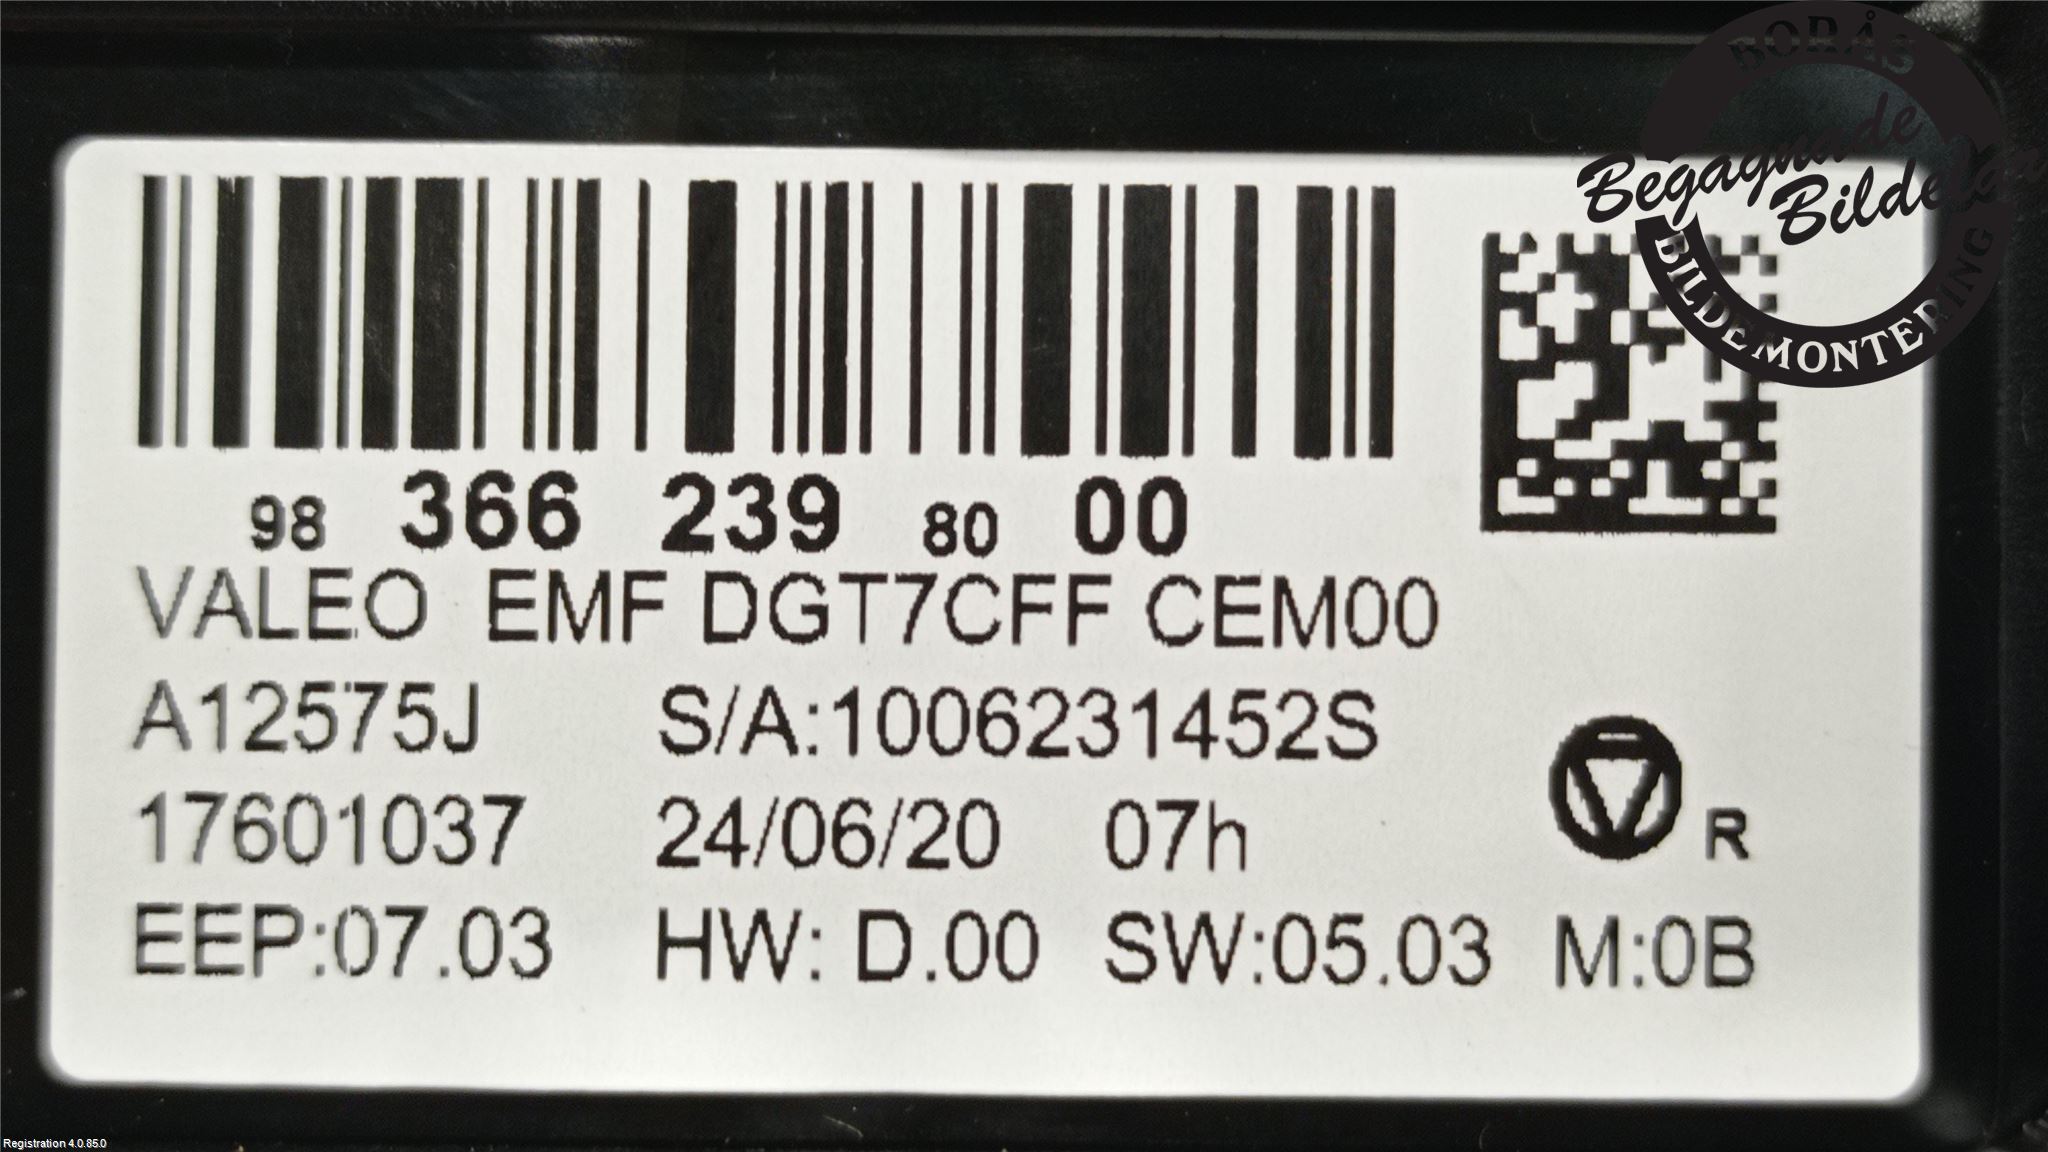 BORÅS
Begagnade
Bildelar
BILDEMONTERING
98 366 239 80 00
VALEO EMF DGT7CFF CEM00
A12575J S/A:1006231452S
17601037 24/06/20 07h
R
EEP:07.03 HW: D.00 SW:05.03 M:0B
Registration 4.0.85.0